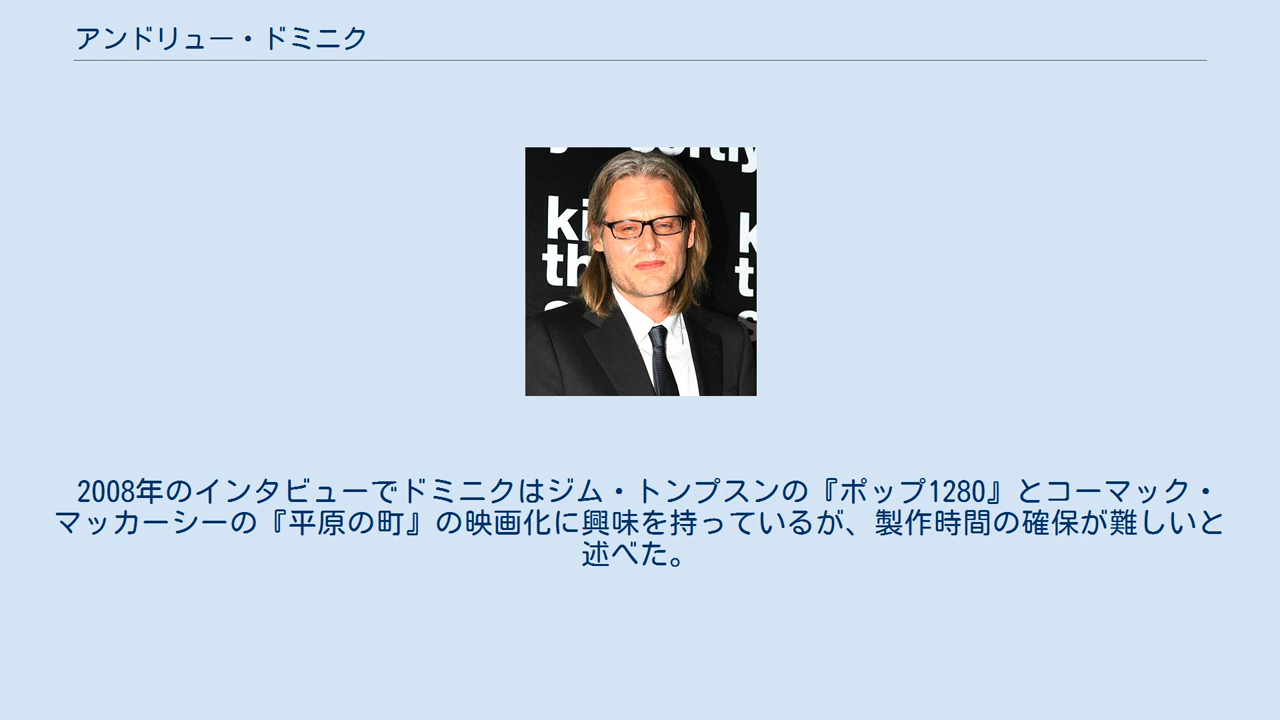 アンドリュー・ドミニク
ki
th
k
t
2008年のインタビューでドミニクはジム・トンプスンの『ポップ1280』とコーマック・
マッカーシーの『平原の町』の映画化に興味を持っているが、製作時間の確保が難しいと
述べた。